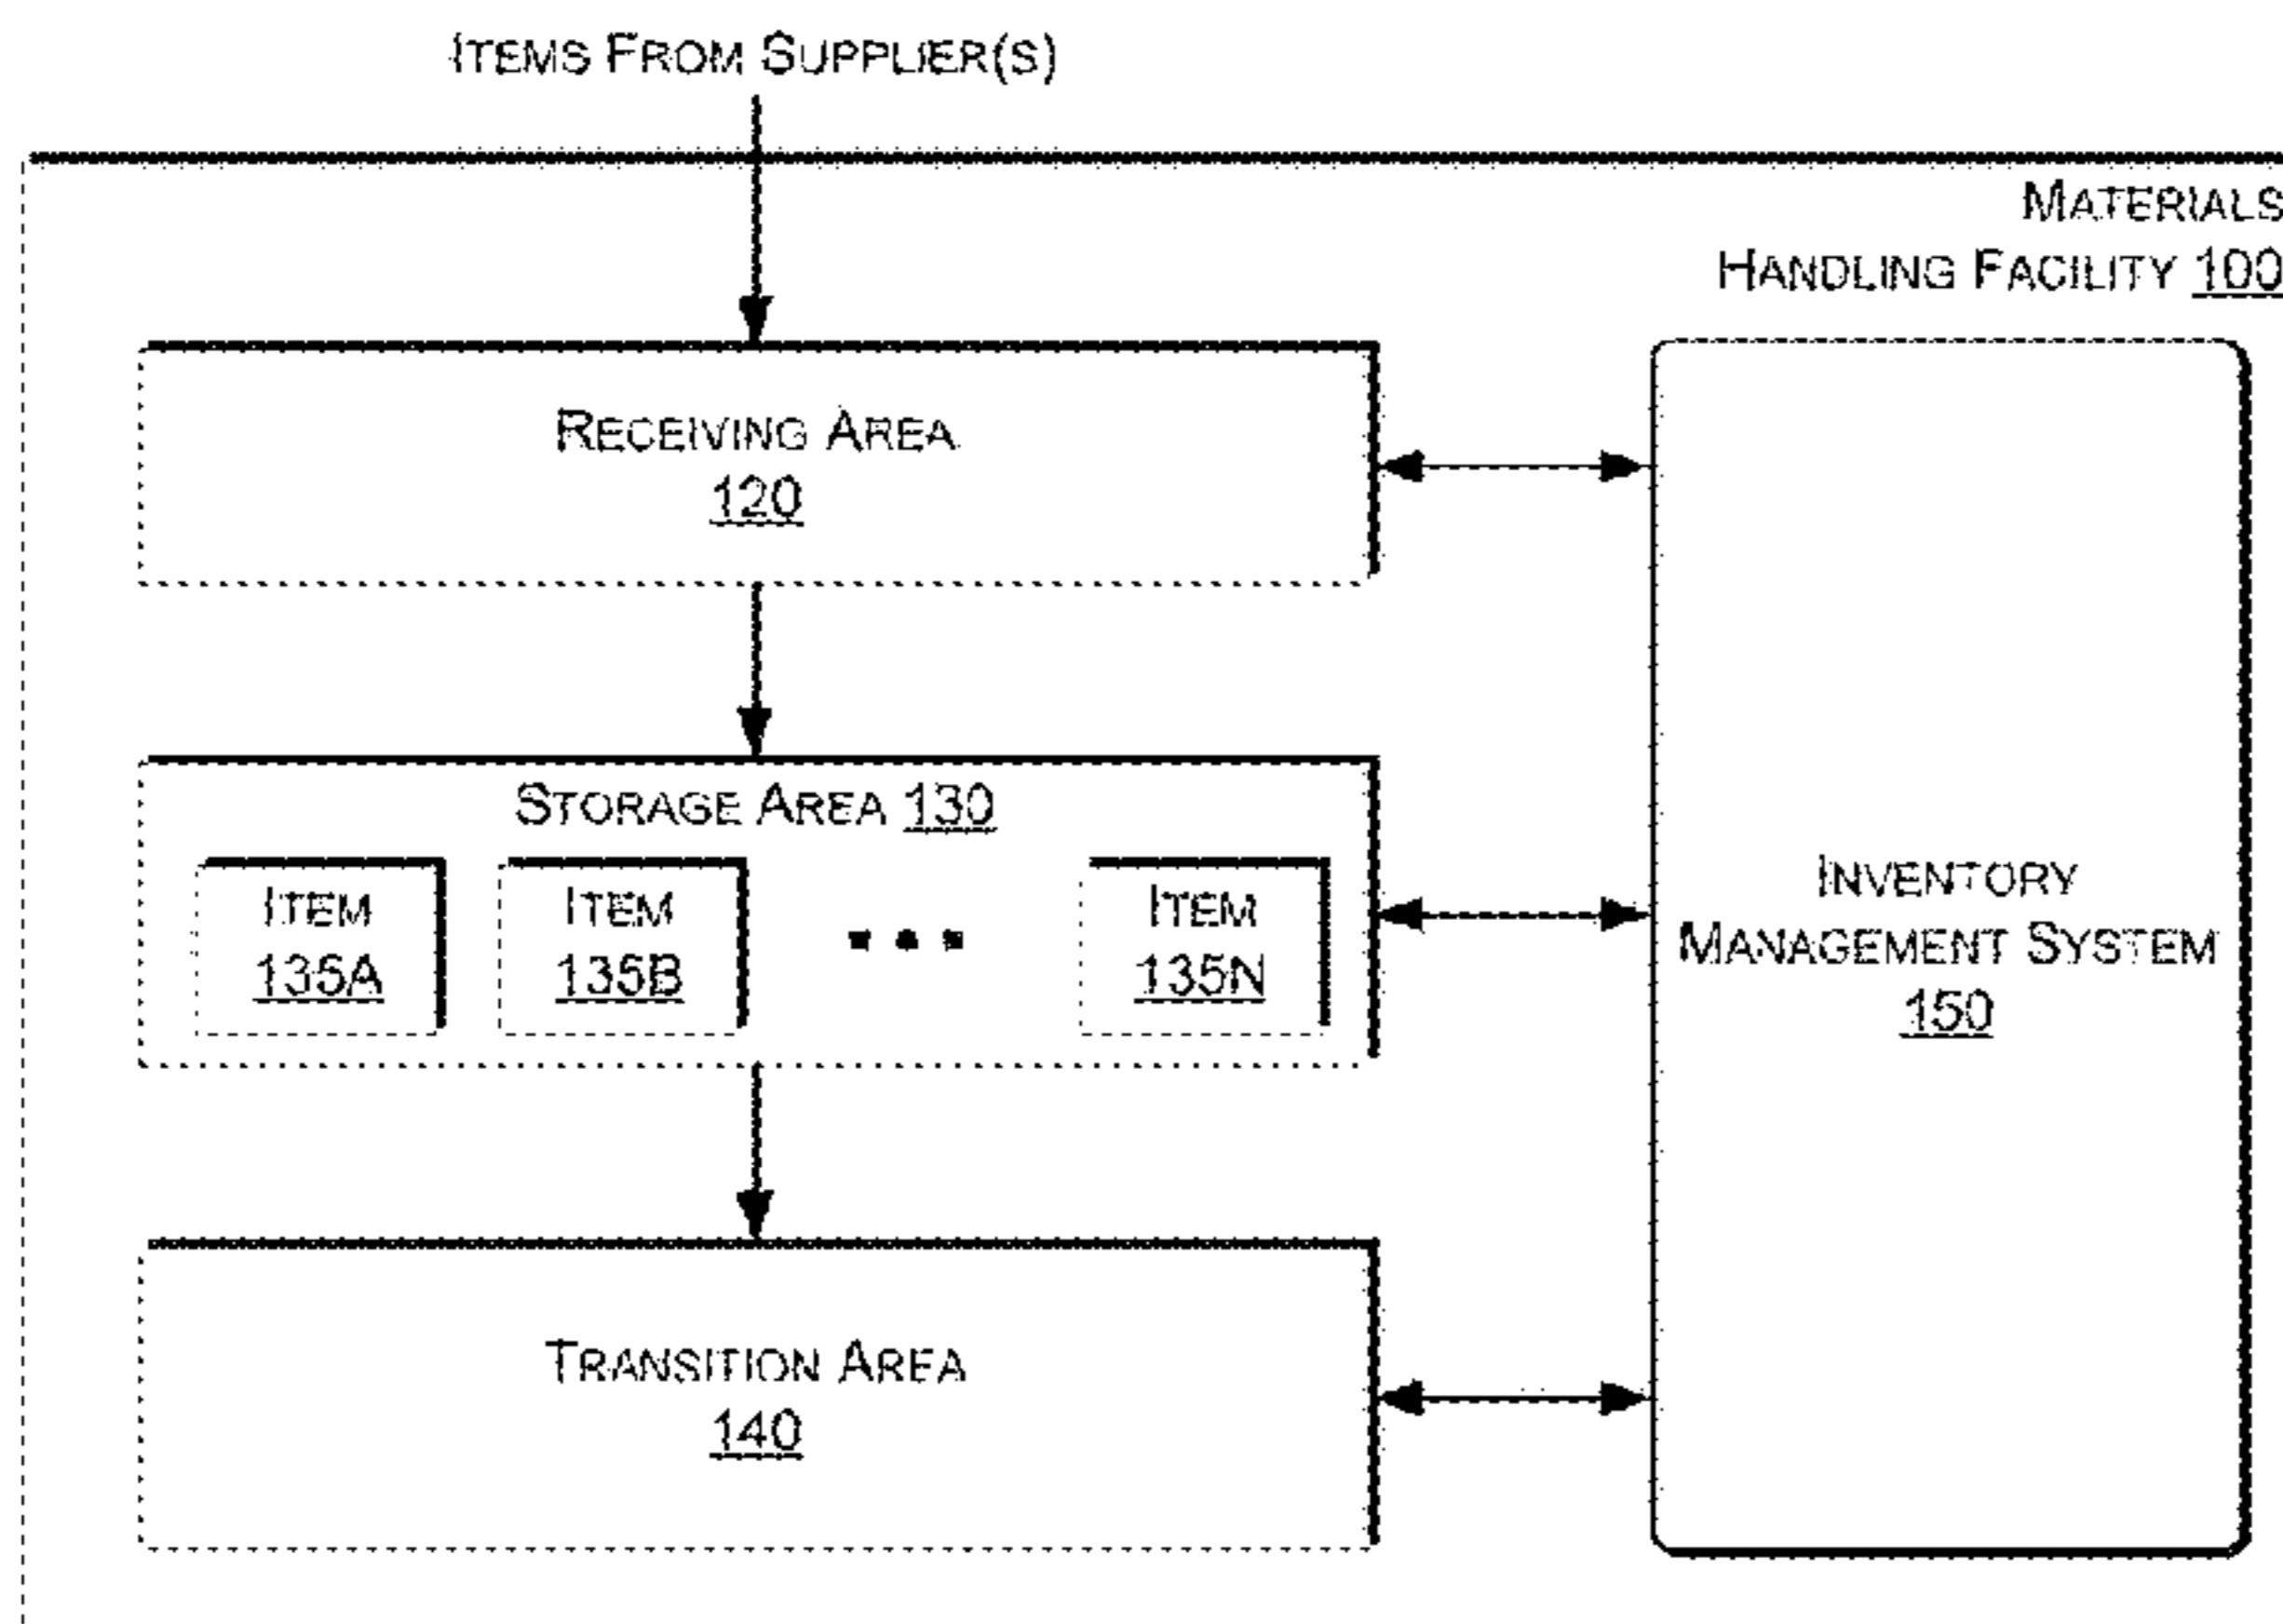 ITEMS FROM SUPPLIER(S)
MATERIALS
HANDLING FACILITY 100
RECEIVING AREA
120
STORAGE AREA 130
ITEM
135A
ITEM
135B
ITEM
135N
INVENTORY
MANAGEMENT SYSTEM
150
TRANSITION AREA
140